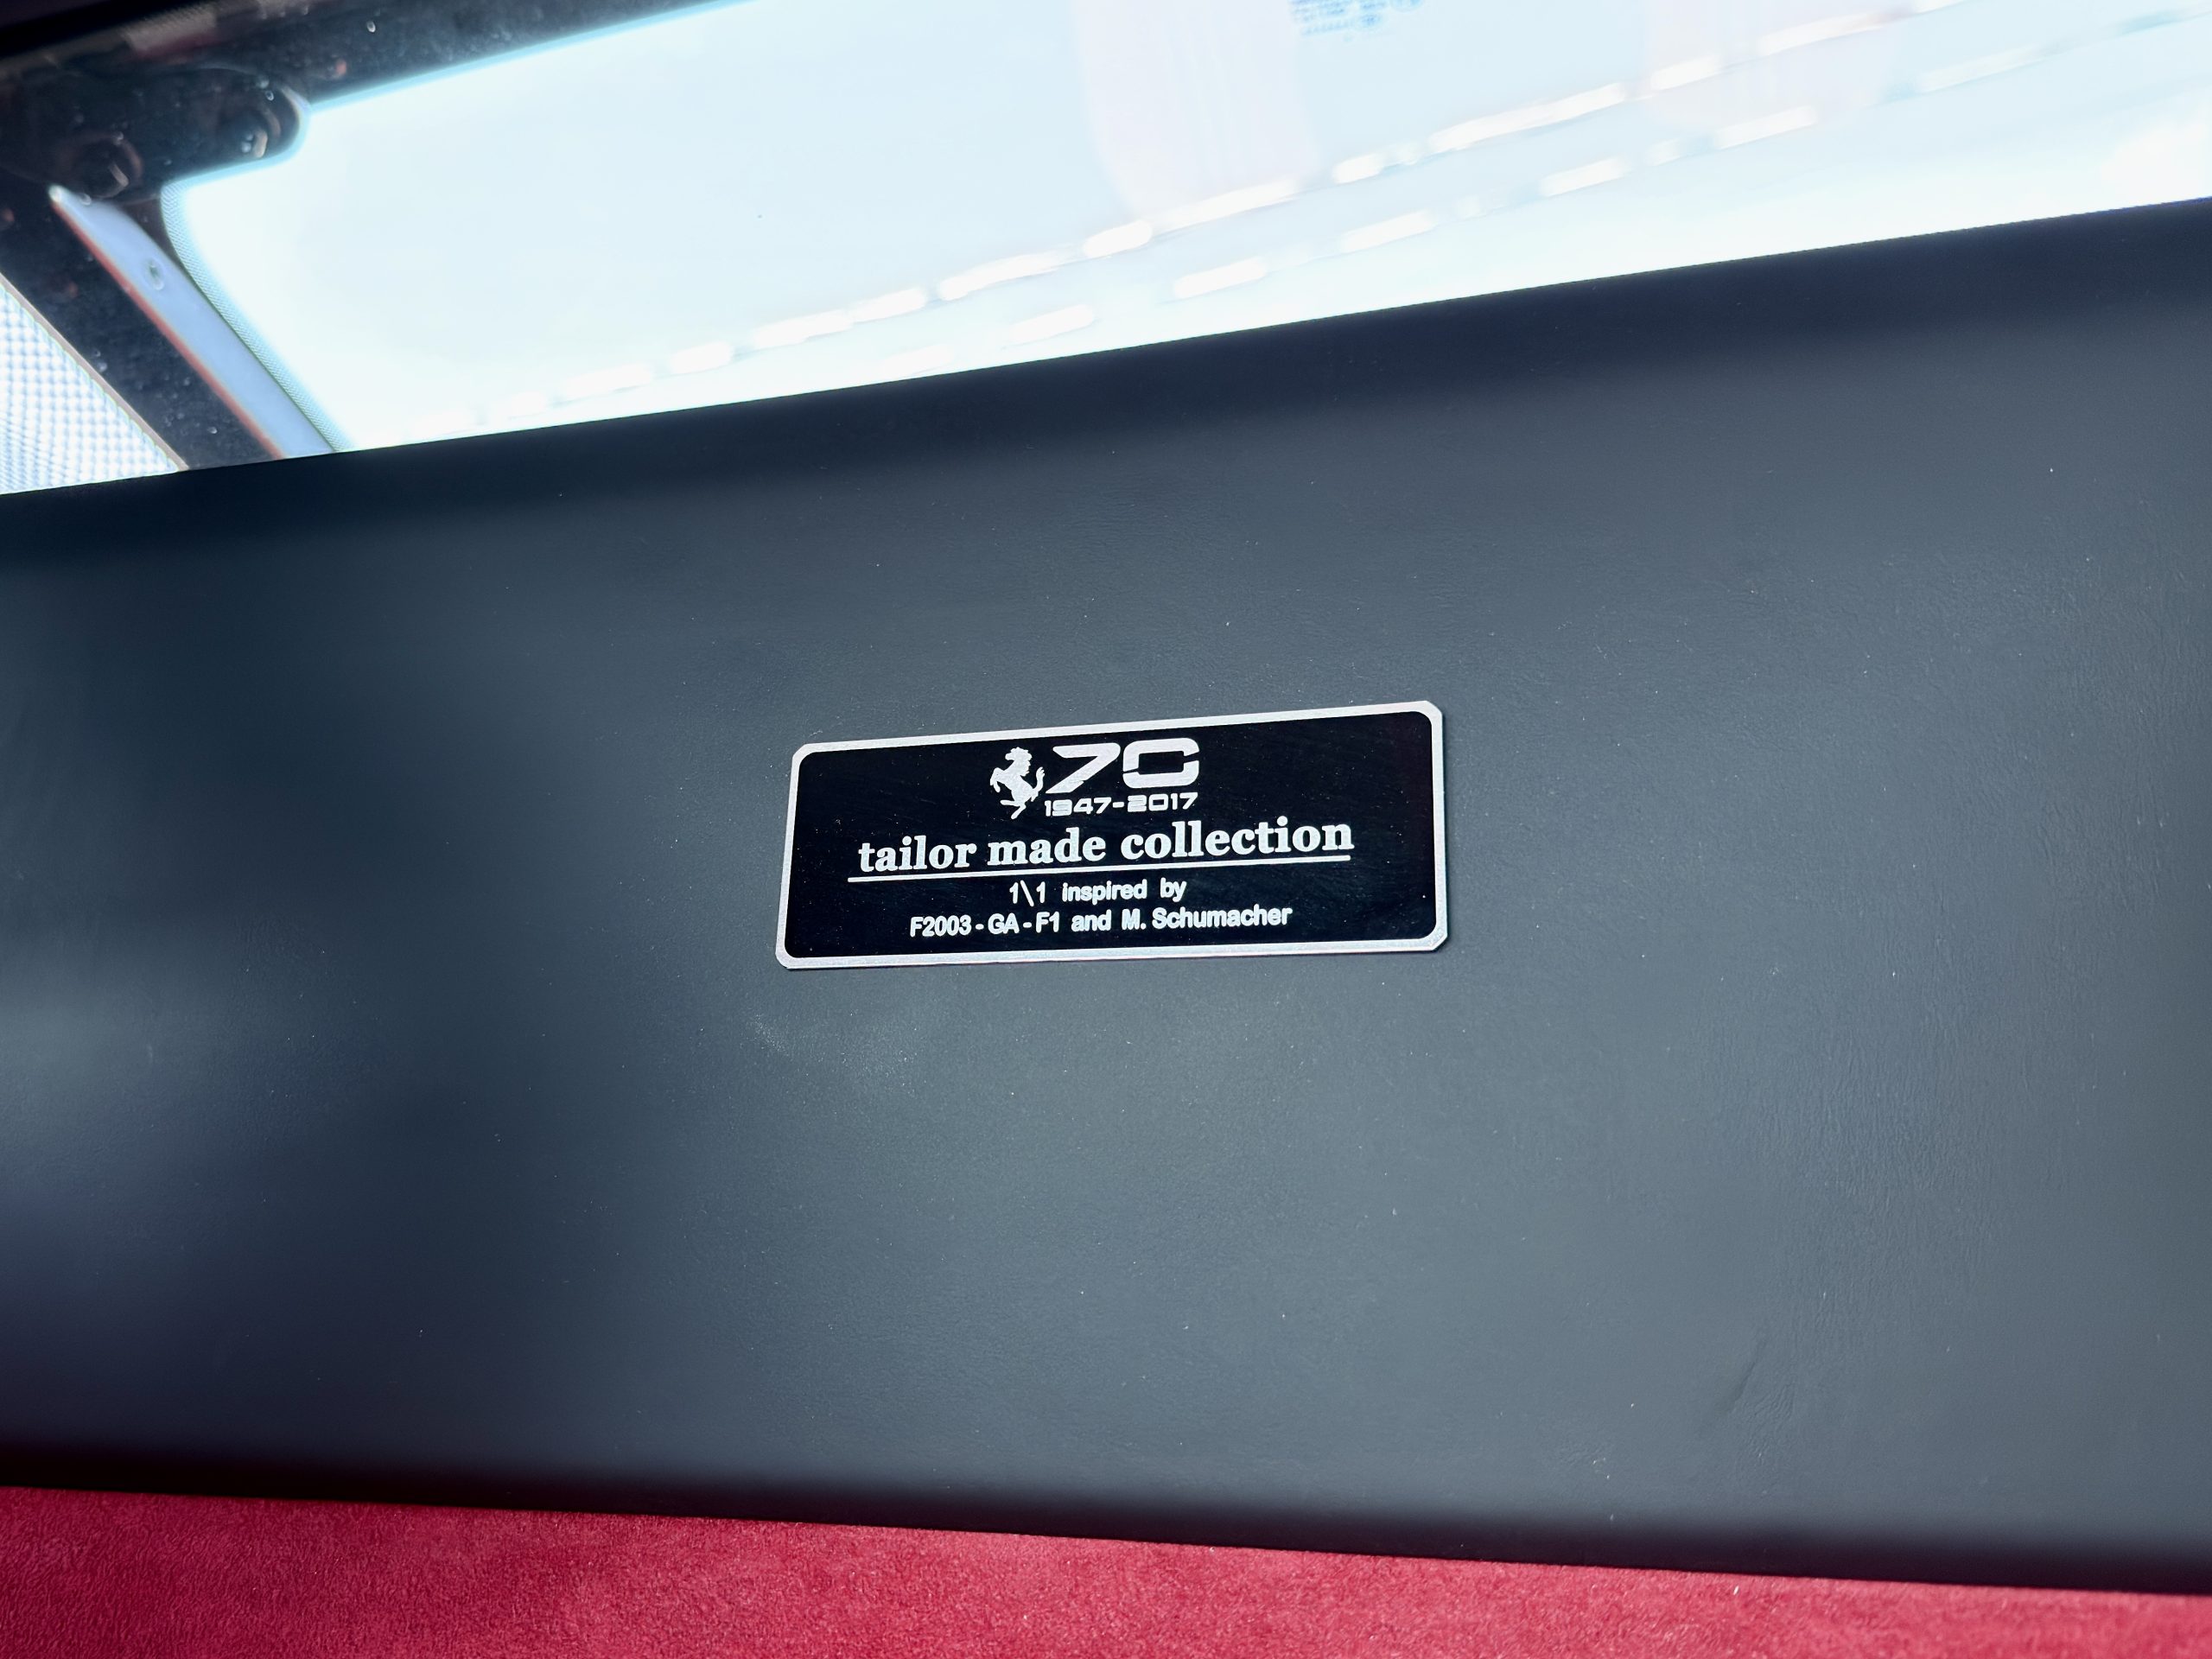 70
1947-2017
tailor made collection
1\1 inspired by
F2003-GA-F1 and M. Schumacher